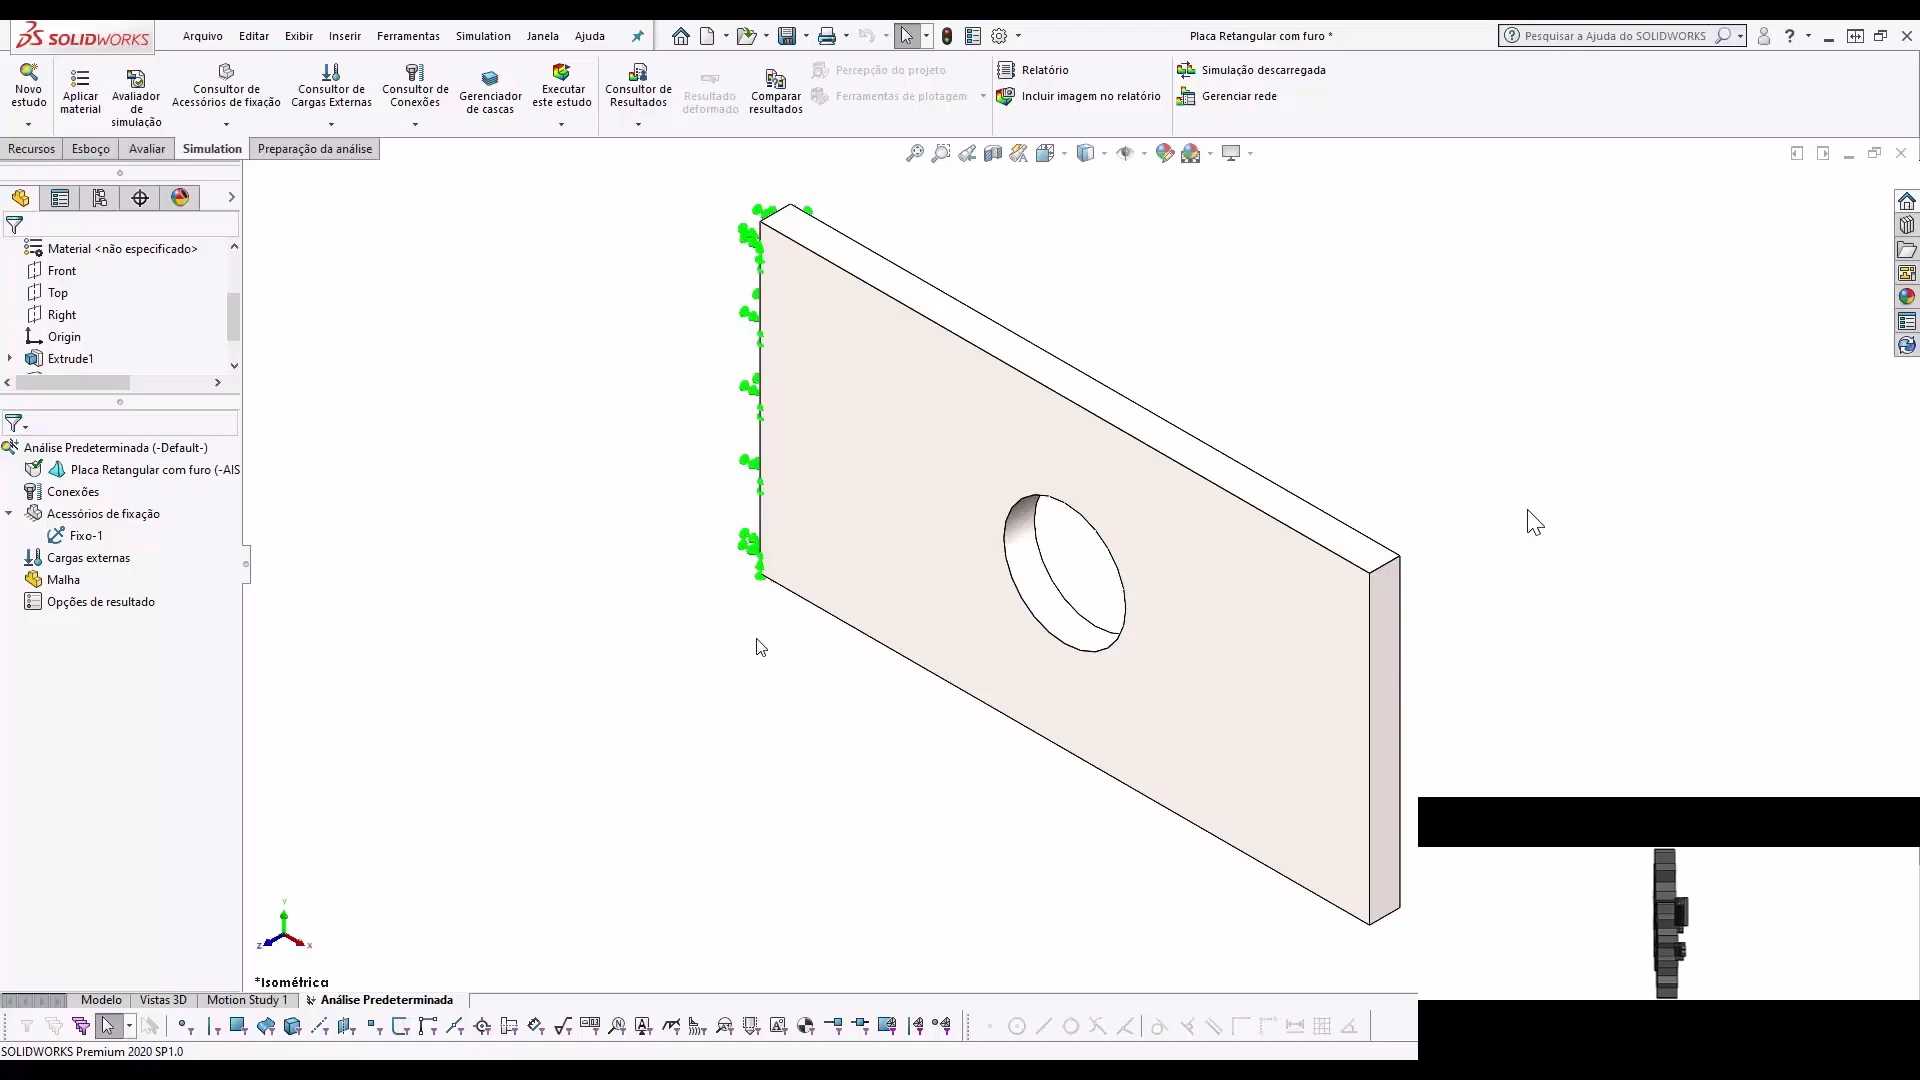 SOLIDWORKS
Arquivo Editar Exibir Inserir Ferramentas Simulation Janela Ajuda
Placa Retangular com furo *
Pesquisar a Ajuda do SOLIDWORKS
?
Novo estudo
Aplicar material
Avaliador de simulação
Consultor de Acessórios de fixação
Consultor de Cargas Externas
Consultor de Conexões
Gerenciador de cascas
Executar este estudo
Consultor de Resultados
Resultado deformado
Comparar resultados
Percepção do projeto
Ferramentas de plotagem
Relatório
Incluir imagem no relatório
Simulação descarregada
Gerenciar rede
Recursos Esboço Avaliar Simulation Preparação da análise
Material <não especificado>
Front
Top
Right
Origin
Extrude1
Análise Predeterminada (-Default-)
Placa Retangular com furo (-AIS
Conexões
Acessórios de fixação
Fixo-1
Cargas externas
Malha
Opções de resultado
Y
Z
X
*Isométrica
Modelo Vistas 3D Motion Study 1 Análise Predeterminada
SOLIDWORKS Premium 2020 SP1.0